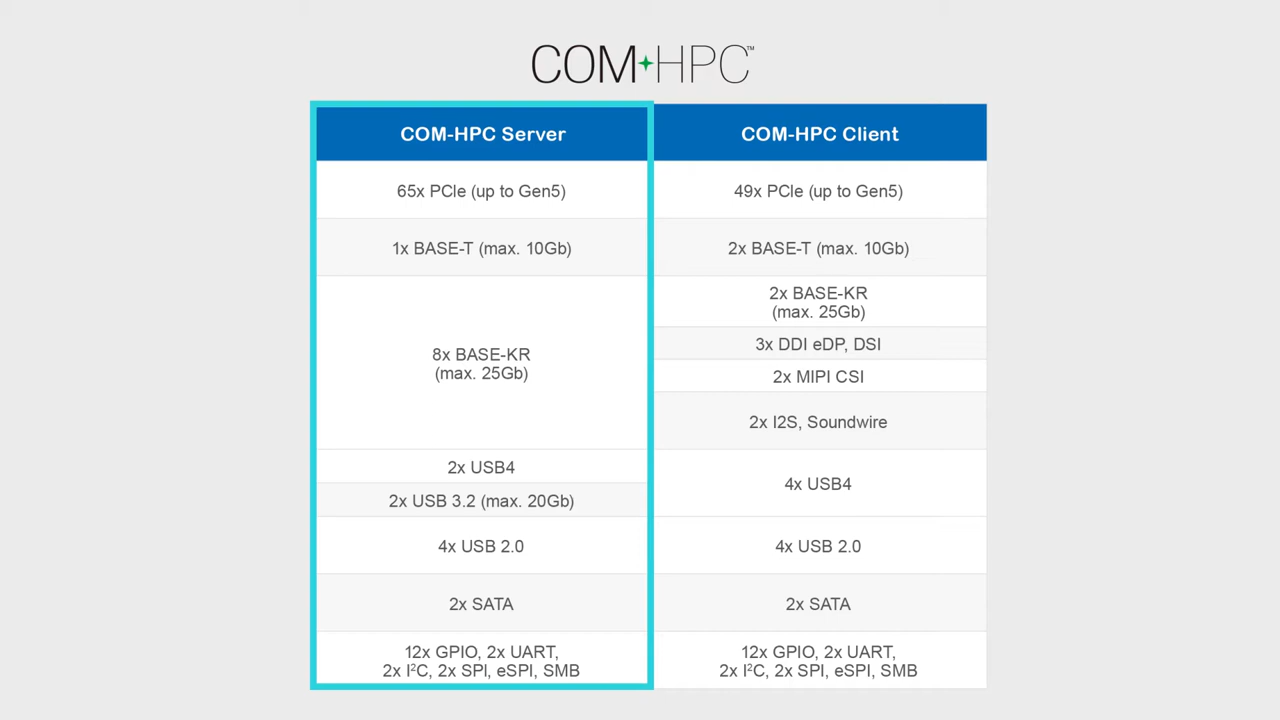 COM HPC™
COM-HPC Server
COM-HPC Client
65x PCIe (up to Gen5)
49x PCIe (up to Gen5)
1x BASE-T (max. 10Gb)
2x BASE-T (max. 10Gb)
8x BASE-KR
(max. 25Gb)
2x BASE-KR
(max. 25Gb)
3x DDI eDP, DSI
2x MIPI CSI
2x I2S, Soundwire
2x USB4
2x USB 3.2 (max. 20Gb)
4x USB4
4x USB 2.0
4x USB 2.0
2x SATA
2x SATA
12x GPIO, 2x UART,
2x I²C, 2x SPI, eSPI, SMB
12x GPIO, 2x UART,
2x I²C, 2x SPI, eSPI, SMB